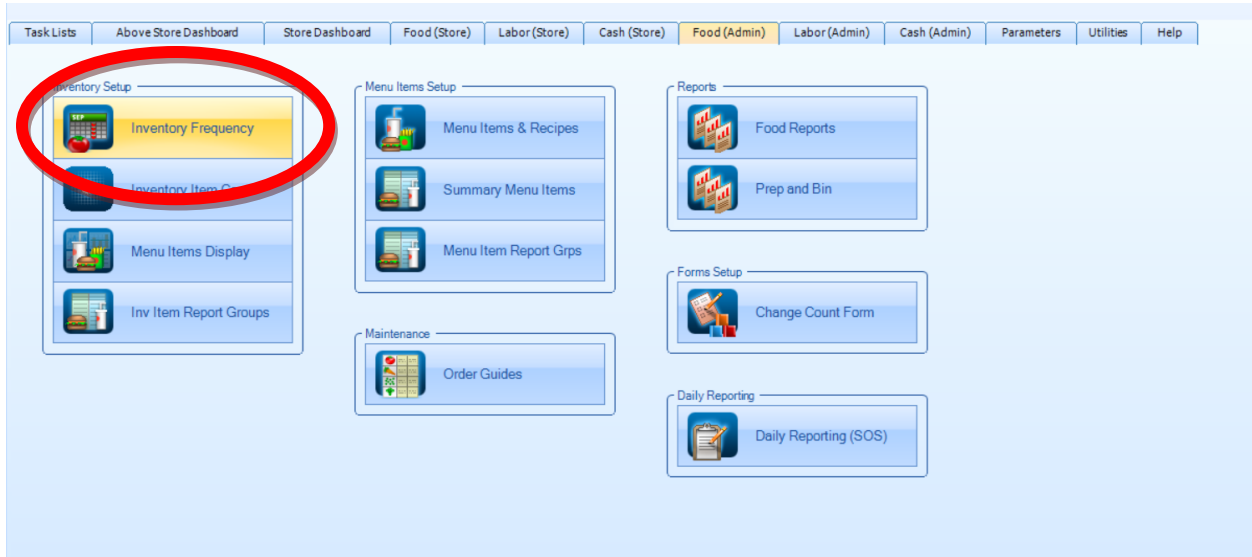 Task Lists
Above Store Dashboard
Store Dashboard
Food (Store)
Labor (Store)
Cash (Store)
Food (Admin)
Labor (Admin)
Cash (Admin)
Parameters
Utilities
Help
Inventory Setup
SEP
Inventory Frequency
Inventory Item
Menu Items Display
Inv Item Report Groups
Menu Items Setup
Menu Items & Recipes
Summary Menu Items
Menu Item Report Grps
Maintenance
Order Guides
Reports
Food Reports
Prep and Bin
Forms Setup
Change Count Form
Daily Reporting
Daily Reporting (SOS)